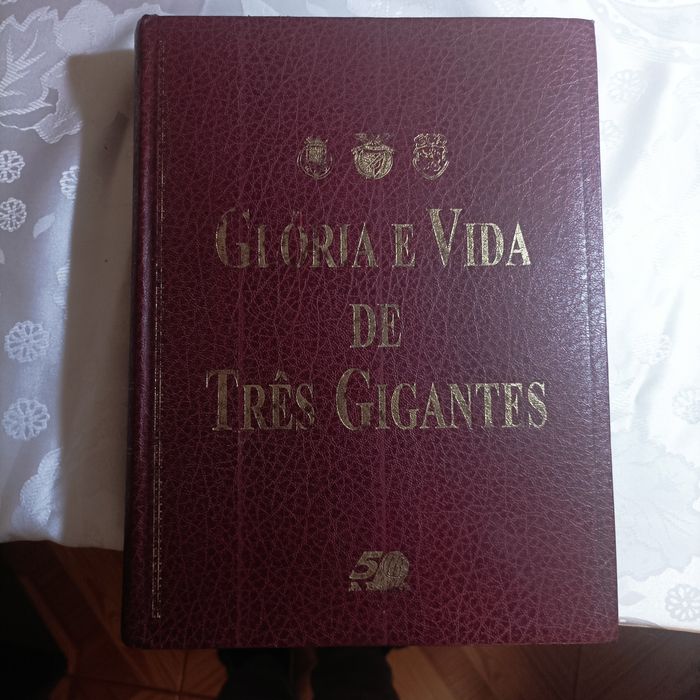 GLÓRIA E VIDA
DE
TRÊS GIGANTES
50